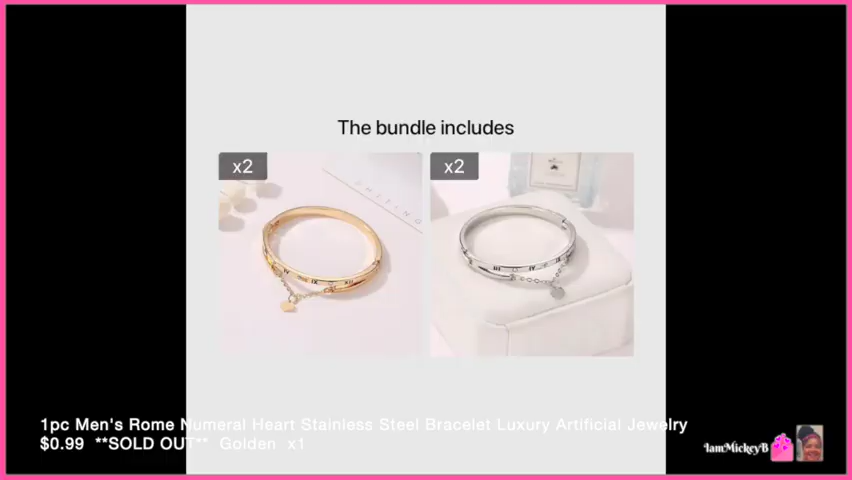 The bundle includes
x2
x2
1pc Men's Rome Numeral Heart Stainless Steel Bracelet Luxury Artificial Jewelry
$0.99 **SOLD OUT** Golden x1
IamMickeyB